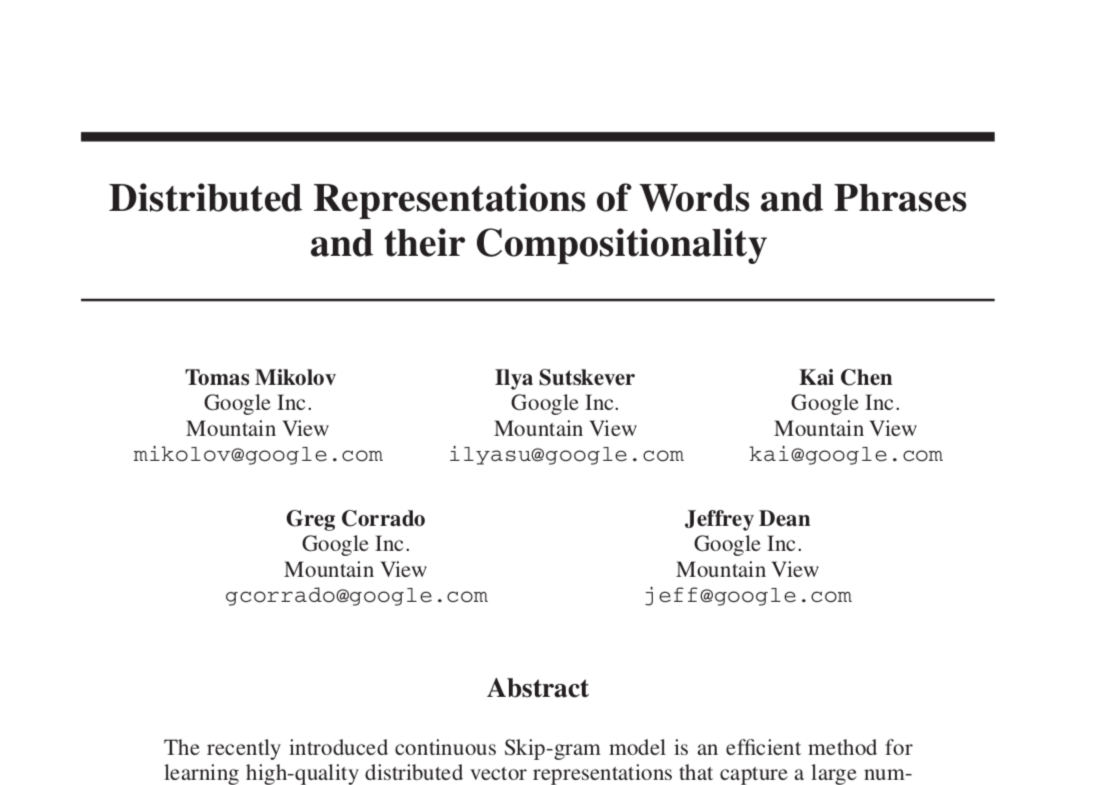 Distributed Representations of Words and Phrases
and their Compositionality
Tomas Mikolov
Google Inc.
Mountain View
mikolov@google.com
Ilya Sutskever
Google Inc.
Mountain View
ilyasu@google.com
Kai Chen
Google Inc.
Mountain View
kai@google.com
Greg Corrado
Google Inc.
Mountain View
gcorrado@google.com
Jeffrey Dean
Google Inc.
Mountain View
jeff@google.com
Abstract
The recently introduced continuous Skip-gram model is an efficient method for
learning high-quality distributed vector representations that capture a large num-